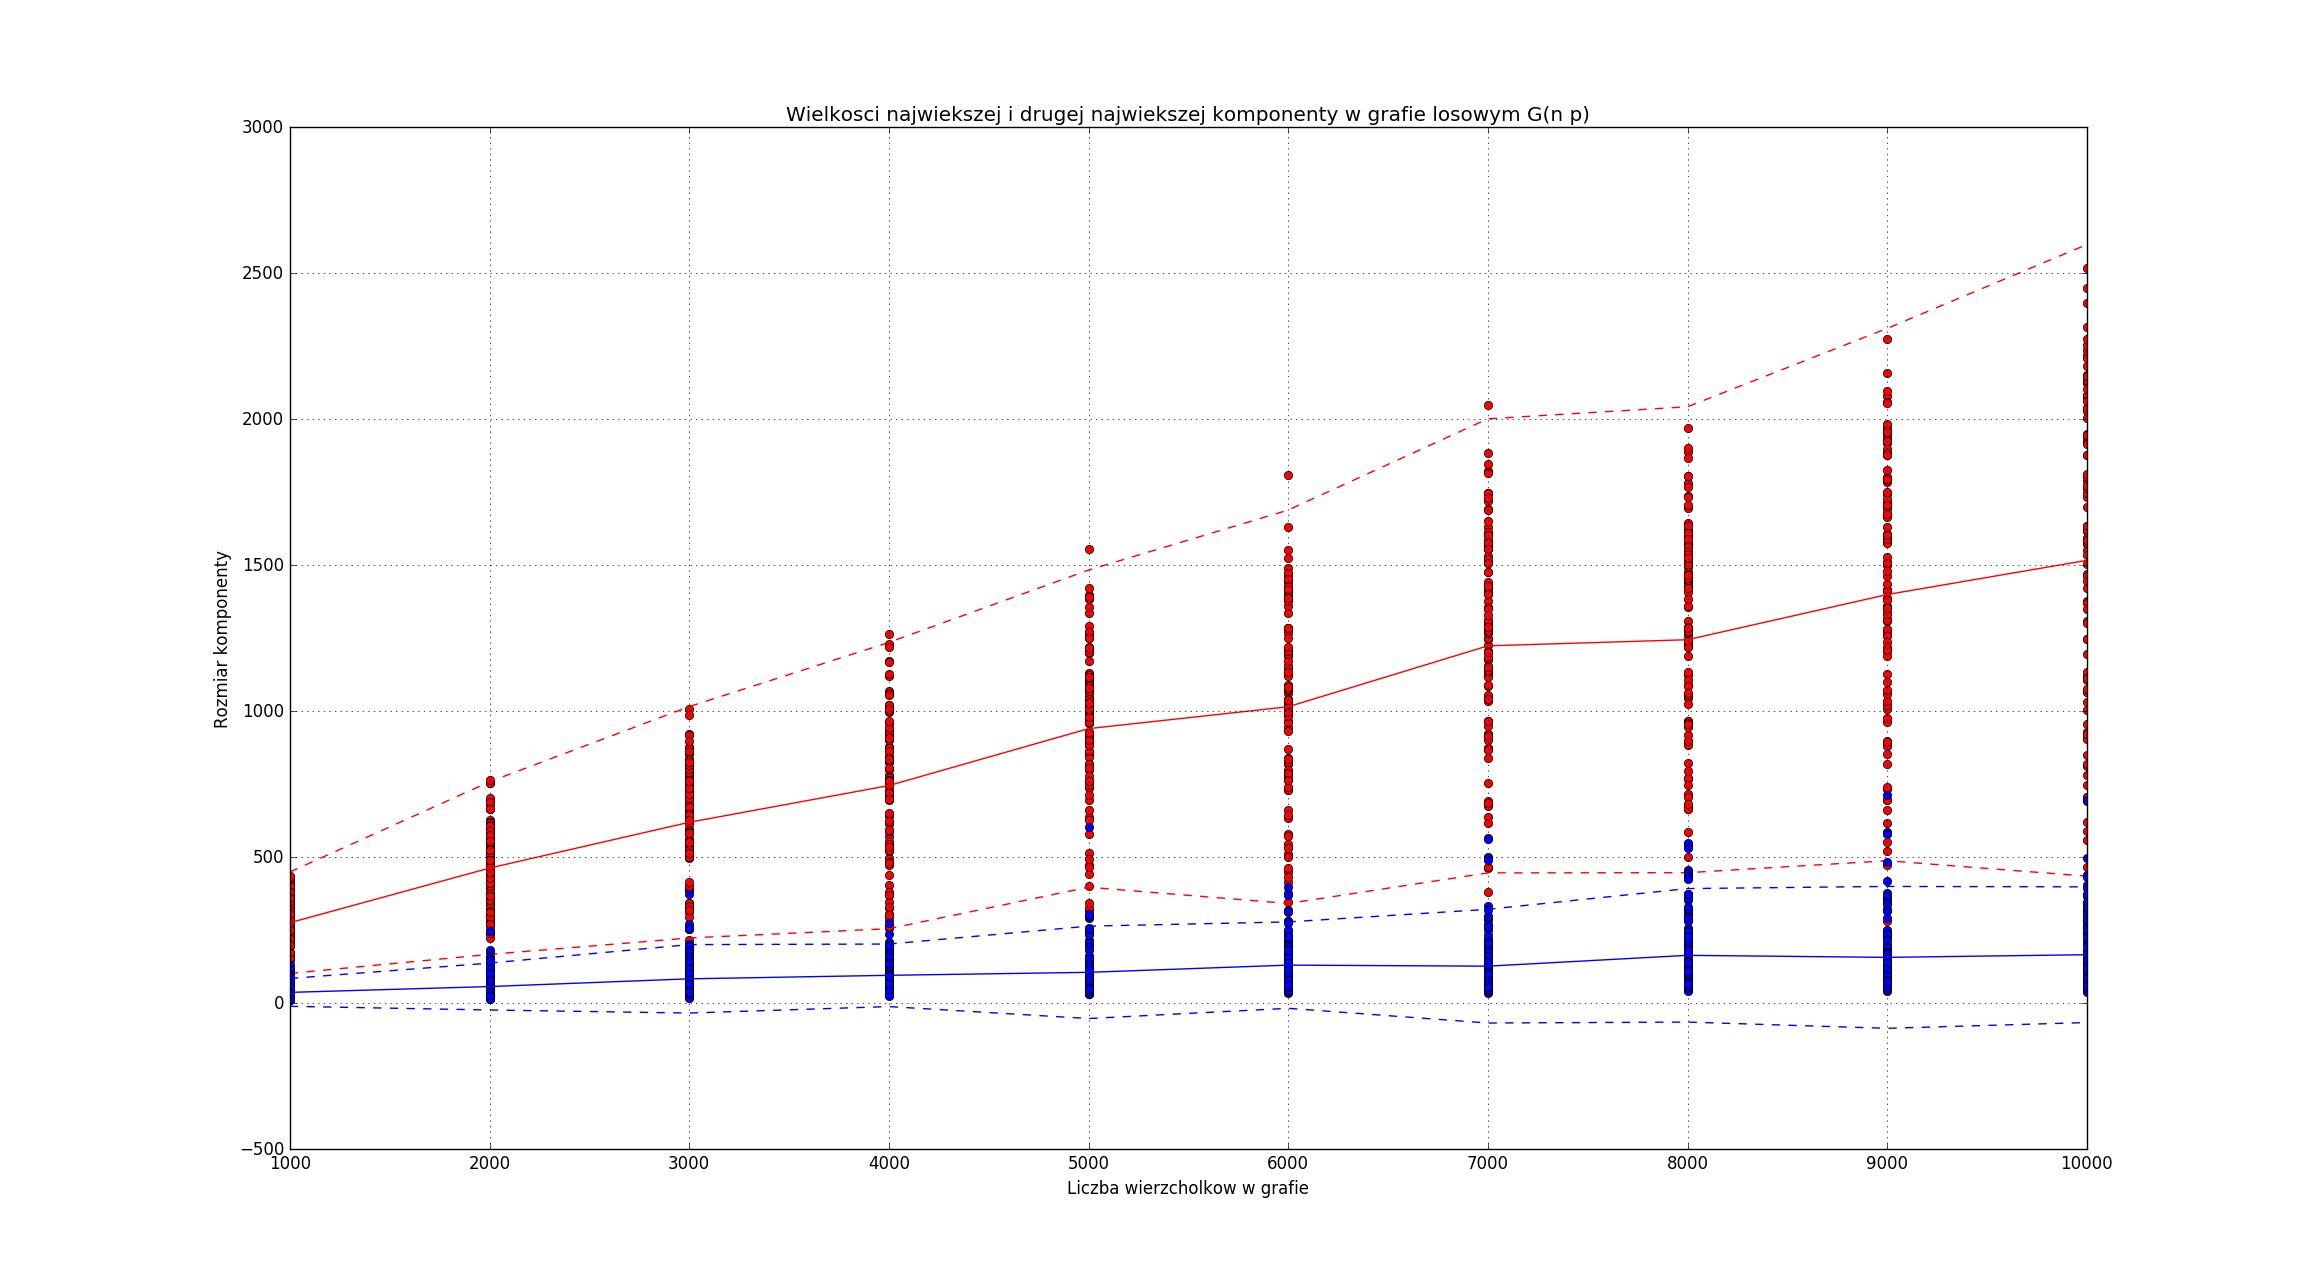 Wielkosci najwiekszej i drugej najwiekszej komponenty w grafie losowym G(n p)
3000
2500
2000
1500
1000
500
0
−500
Rozmiar komponenty
1000 2000 3000 4000 5000 6000 7000 8000 9000 10000
Liczba wierzcholkow w grafie